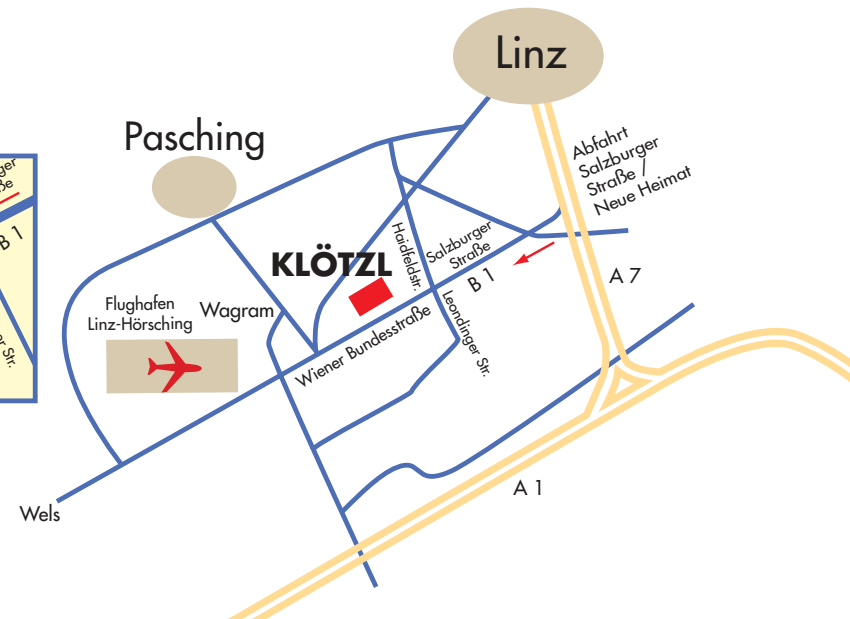 Linz
Pasching
Abfahrt
Salzburger
Straße /
Neue Heimat
KLÖTZL
Haidfeldstr.
Salzburger
Straße
B 1
A 7
Flughafen
Linz-Hörsching
Wagram
Wiener Bundesstraße
Leondinger Str.
A 1
Wels
B 1
Str.